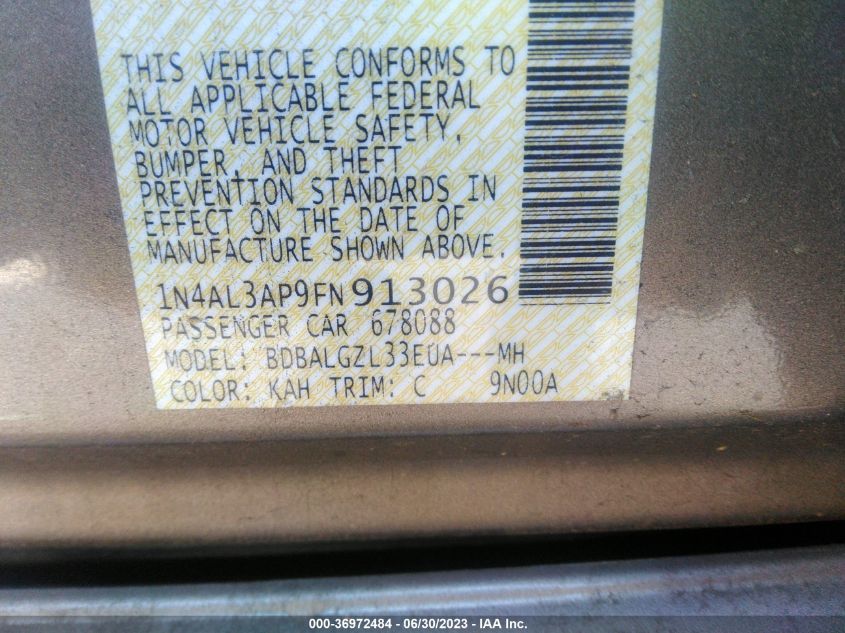 THIS VEHICLE CONFORMS TO
ALL APPLICABLE FEDERAL
MOTOR VEHICLE SAFETY,
BUMPER, AND THEFT
PREVENTION STANDARDS IN
EFFECT ON THE DATE OF
MANUFACTURE SHOWN ABOVE.
1N4AL3AP9FN913026
PASSENGER CAR 678088
MODEL: BDBALGZL33EUA---MH
COLOR: KAH TRIM: C 9N00A
000-36972484 - 06/30/2023 - IAA Inc.